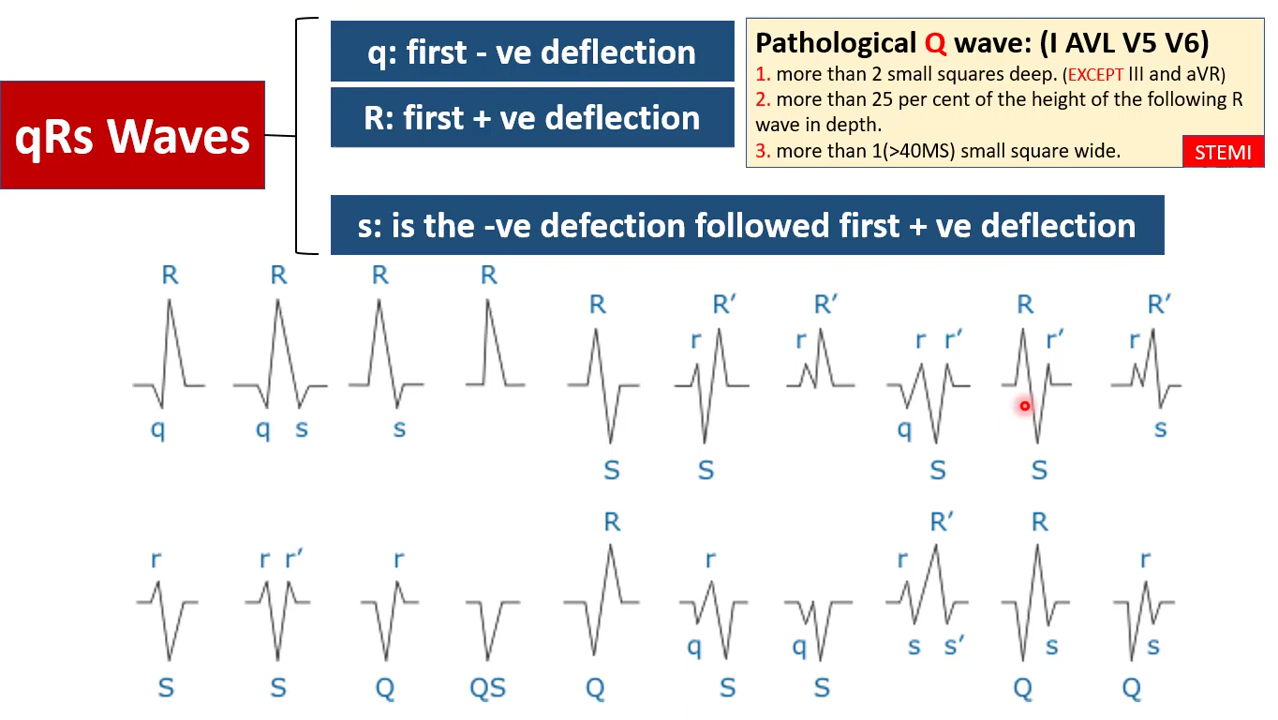 qRs Waves
q: first - ve deflection
R: first + ve deflection
s: is the -ve defection followed first + ve deflection
Pathological Q wave: (I AVL V5 V6)
1. more than 2 small squares deep. (EXCEPT III and aVR)
2. more than 25 per cent of the height of the following R
wave in depth.
3. more than 1(>40MS) small square wide.
STEMI
R R R R
R R′ R′ R R′
r r r r′ r′ r
q q s s q s
S S S S
R R′ R
r r r′ r r r r
q q s s′ s s
S S Q QS Q S S Q Q